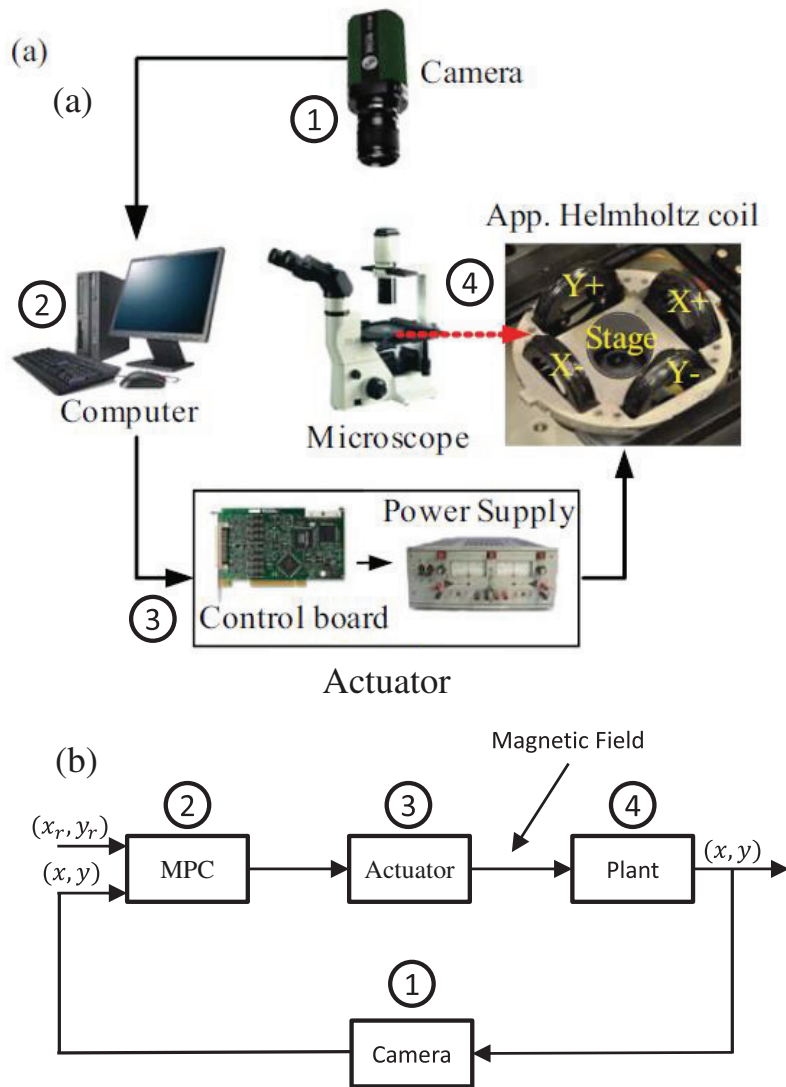 (a)
(a)
Camera
①
App. Helmholtz coil
②
④
Y+
X+
Stage
X-
Y-
Computer
Microscope
Power Supply
③
Control board
Actuator
(b)
Magnetic Field
②
③
④
(x_r, y_r)
(x, y)
MPC
Actuator
Plant
(x, y)
①
Camera